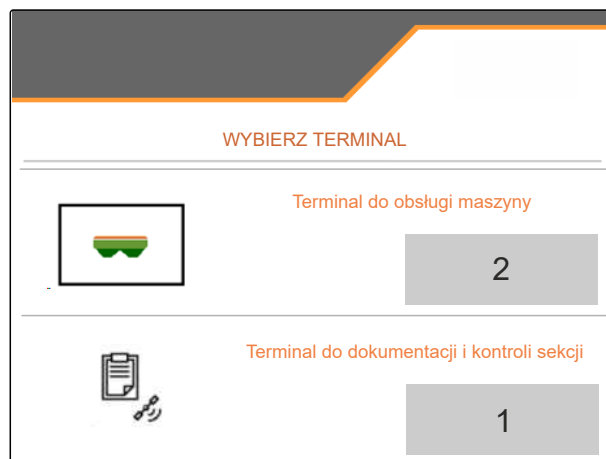 WYBIERZ TERMINAL
Terminal do obsługi maszyny
2
Terminal do dokumentacji i kontroli sekcji
1